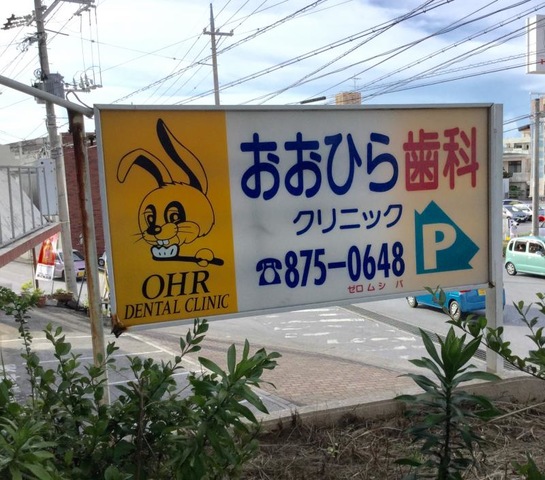 おおひら歯科
クリニック
☎875-0648
ゼロムシバ
P
OHR
DENTAL CLINIC